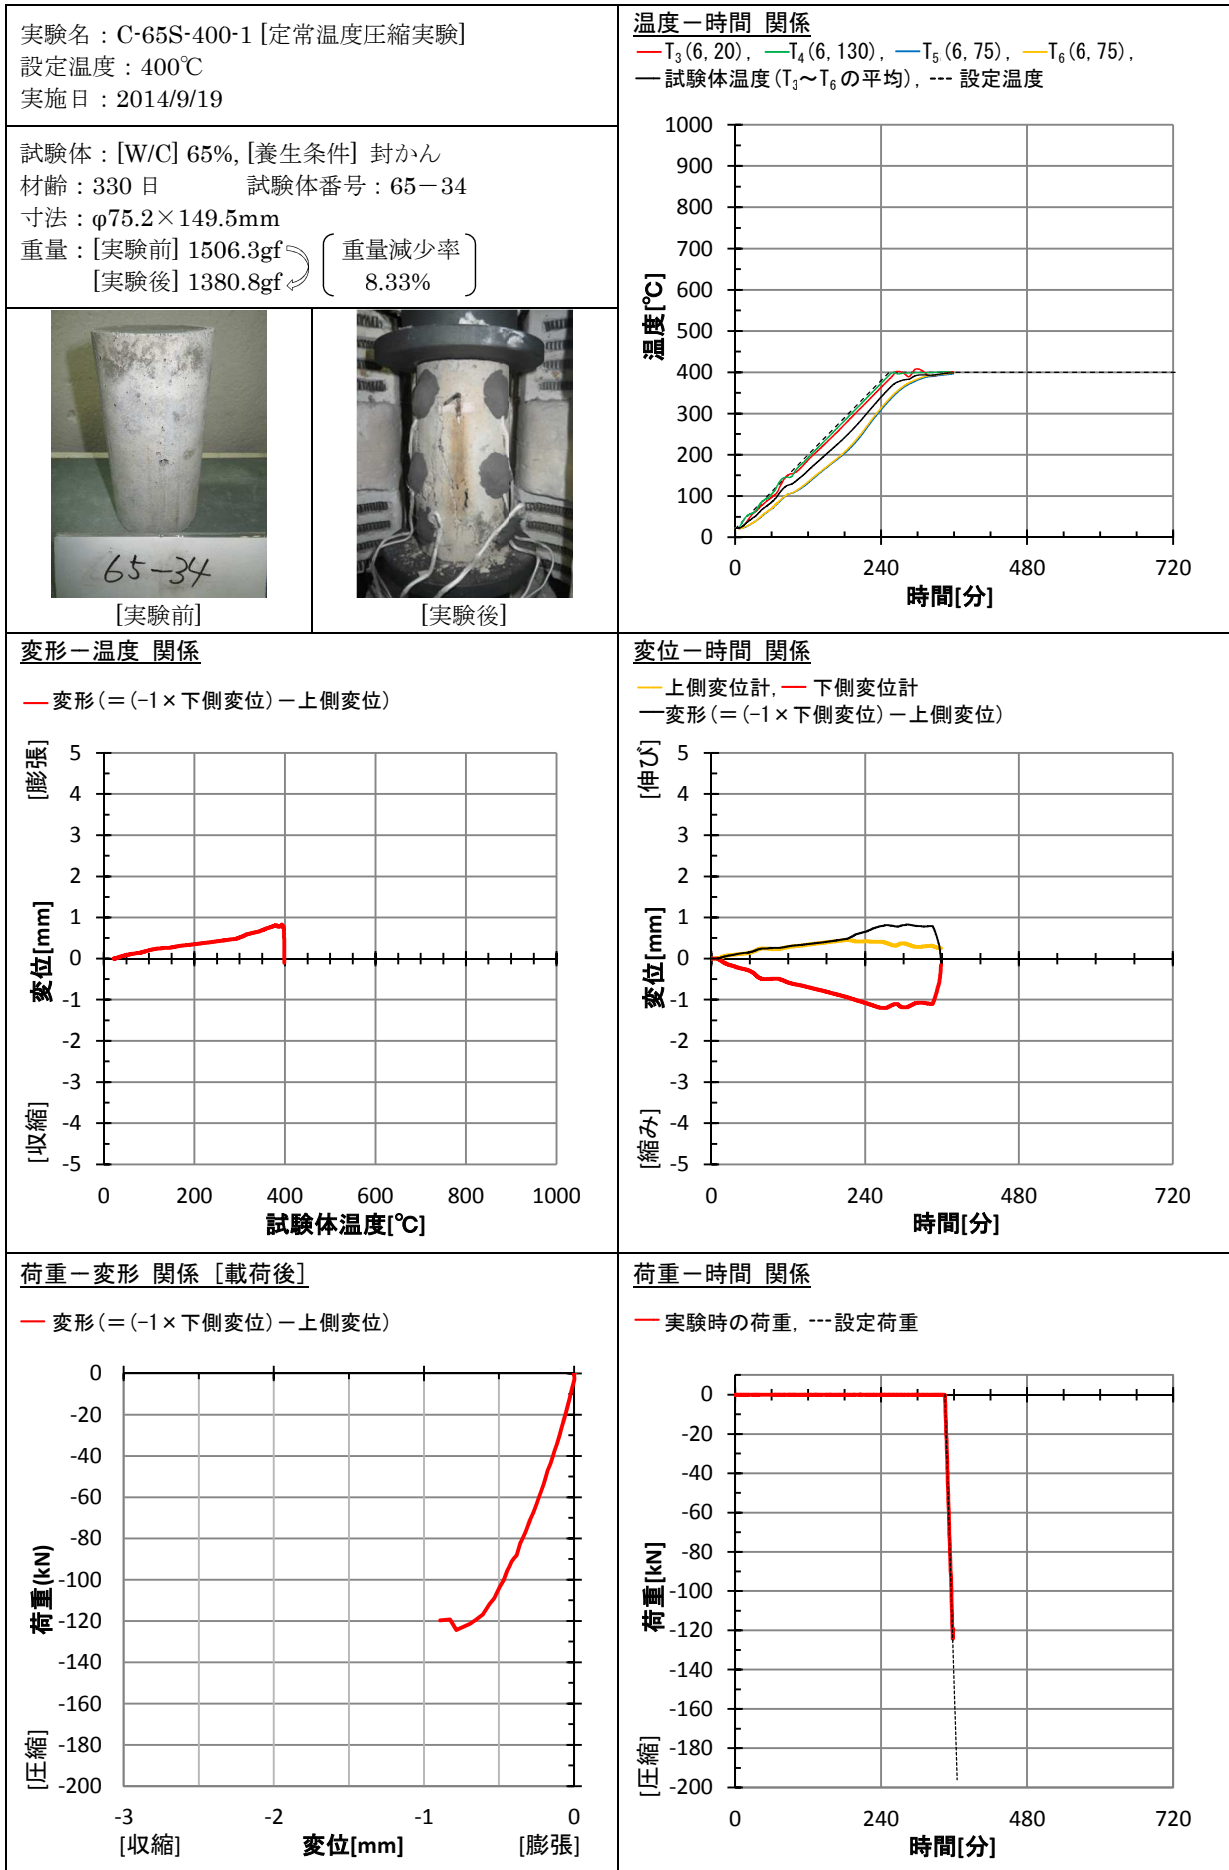 実験名：C-65S-400-1 [定常温度圧縮実験]
設定温度：400℃
実施日：2014/9/19
試験体：[W/C] 65%, [養生条件] 封かん
材齢：330 日 試験体番号：65－34
寸法：φ75.2×149.5mm
重量：[実験前] 1506.3gf
[実験後] 1380.8gf
重量減少率
8.33%
65-34
[実験前]
[実験後]
温度－時間 関係
T₃(6, 20), T₄(6, 130), T₅(6, 75), T₆(6, 75),
試験体温度(T₃～T₆の平均), --- 設定温度
1000
900
800
700
600
500
400
300
200
100
0
温度[℃]
0 240 480 720
時間[分]
変形－温度 関係
変形(＝(-1×下側変位)－上側変位)
[膨張]
5
4
3
2
1
0
-1
-2
-3
-4
-5
変位[mm]
[収縮]
0 200 400 600 800 1000
試験体温度[℃]
変位－時間 関係
上側変位計, 下側変位計
変形(＝(-1×下側変位)－上側変位)
[伸び]
5
4
3
2
1
0
-1
-2
-3
-4
-5
変位[mm]
[縮み]
0 240 480 720
時間[分]
荷重－変形 関係 [載荷後]
変形(＝(-1×下側変位)－上側変位)
0
-20
-40
-60
-80
-100
-120
-140
-160
-180
-200
荷重(kN)
[圧縮]
-3 -2 -1 0
[収縮] 変位[mm] [膨張]
荷重－時間 関係
実験時の荷重, ---設定荷重
0
-20
-40
-60
-80
-100
-120
-140
-160
-180
-200
荷重[kN]
[圧縮]
0 240 480 720
時間[分]